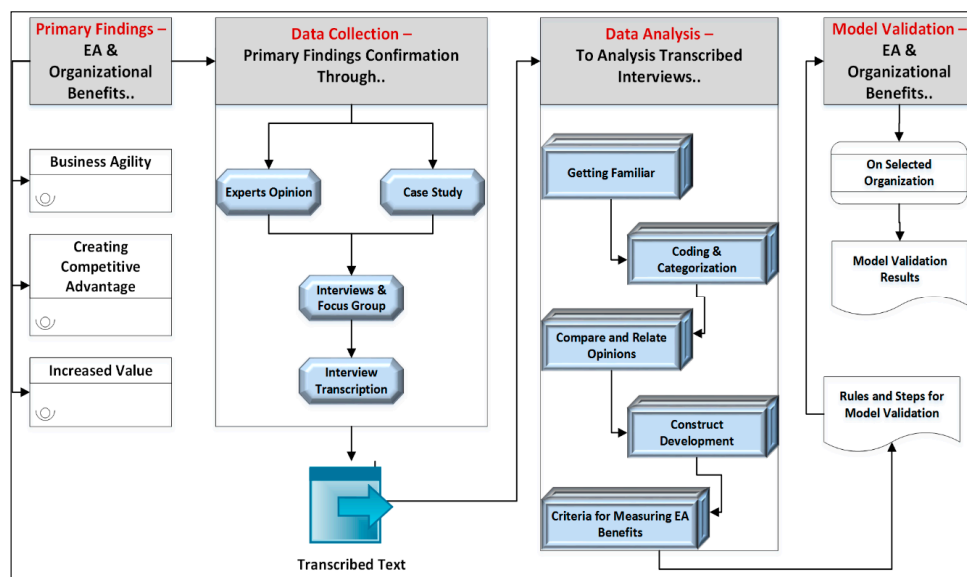 Primary Findings –
EA &
Organizational
Benefits..
Business Agility
Creating
Competitive
Advantage
Increased Value
Data Collection –
Primary Findings Confirmation
Through..
Experts Opinion
Case Study
Interviews &
Focus Group
Interview
Transcription
Transcribed Text
Data Analysis –
To Analysis Transcribed
Interviews..
Getting Familiar
Coding &
Categorization
Compare and Relate
Opinions
Construct
Development
Criteria for Measuring EA
Benefits
Model Validation –
EA &
Organizational
Benefits..
On Selected
Organization
Model Validation
Results
Rules and Steps for
Model Validation